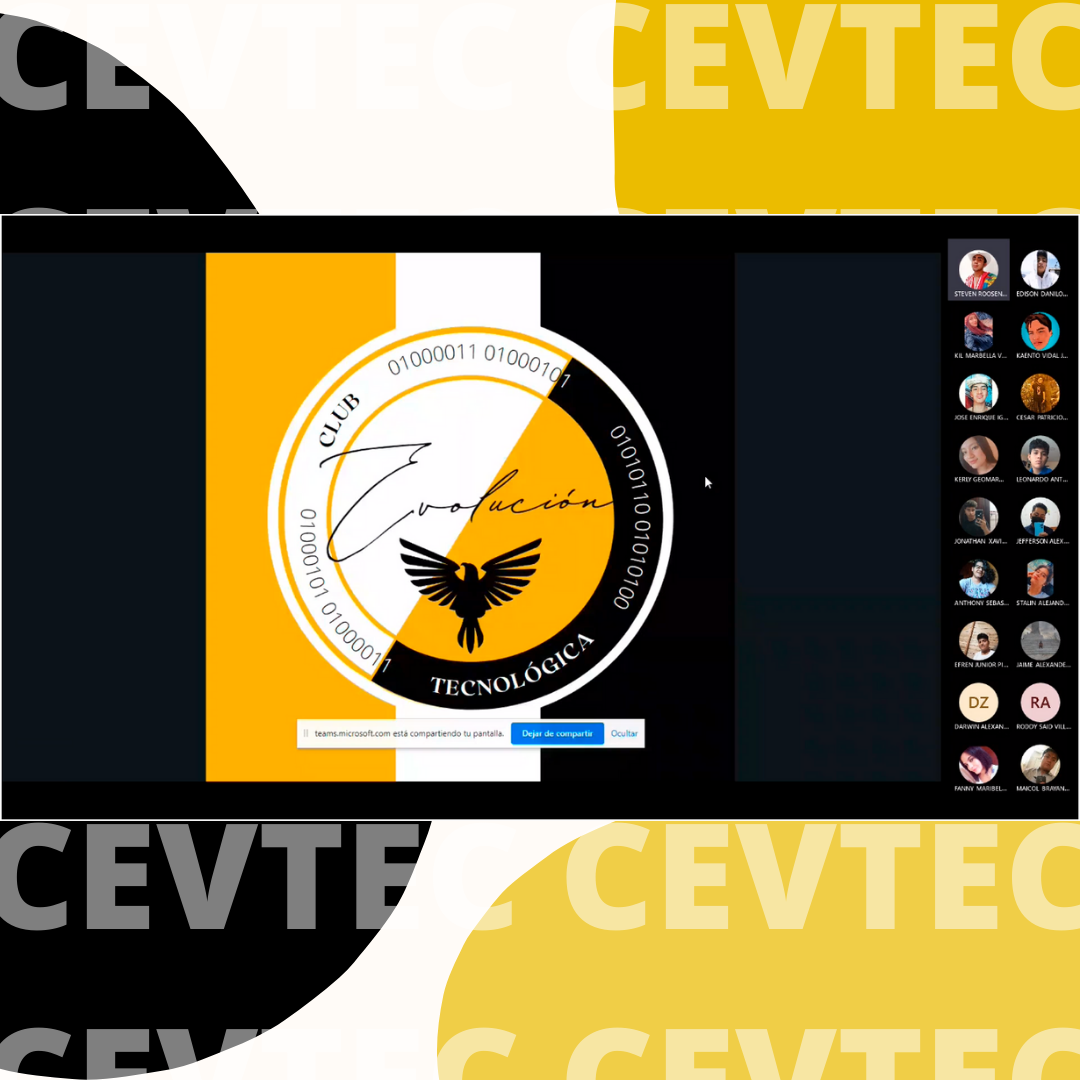 CEVTEC CEVTEC
CLUB
01000011 01000101
01010110 01010100
01000101 01000011
Evolución
TECNOLÓGICA
teams.microsoft.com está compartiendo tu pantalla.
Dejar de compartir
Ocultar
STEVEN ROOSEN...
EDISON DANILO...
KIL MARBELLA V...
KAENTO VIDAL J...
JOSE ENRIQUE IG...
CESAR PATRICIO...
KERLY GEOMAR...
LEONARDO ANT...
JONATHAN XAVI...
JEFFERSON ALEX...
ANTHONY SEBAS...
STALIN ALEJAND...
EFREN JUNIOR PI...
JAIME ALEXANDE...
DZ
RA
DARWIN ALEXAN...
RODDY SAID VILL...
FANNY MARIBEL...
MAICOL BRAYAN...
CEVTEC CEVTEC
CEVTEC CEVTEC